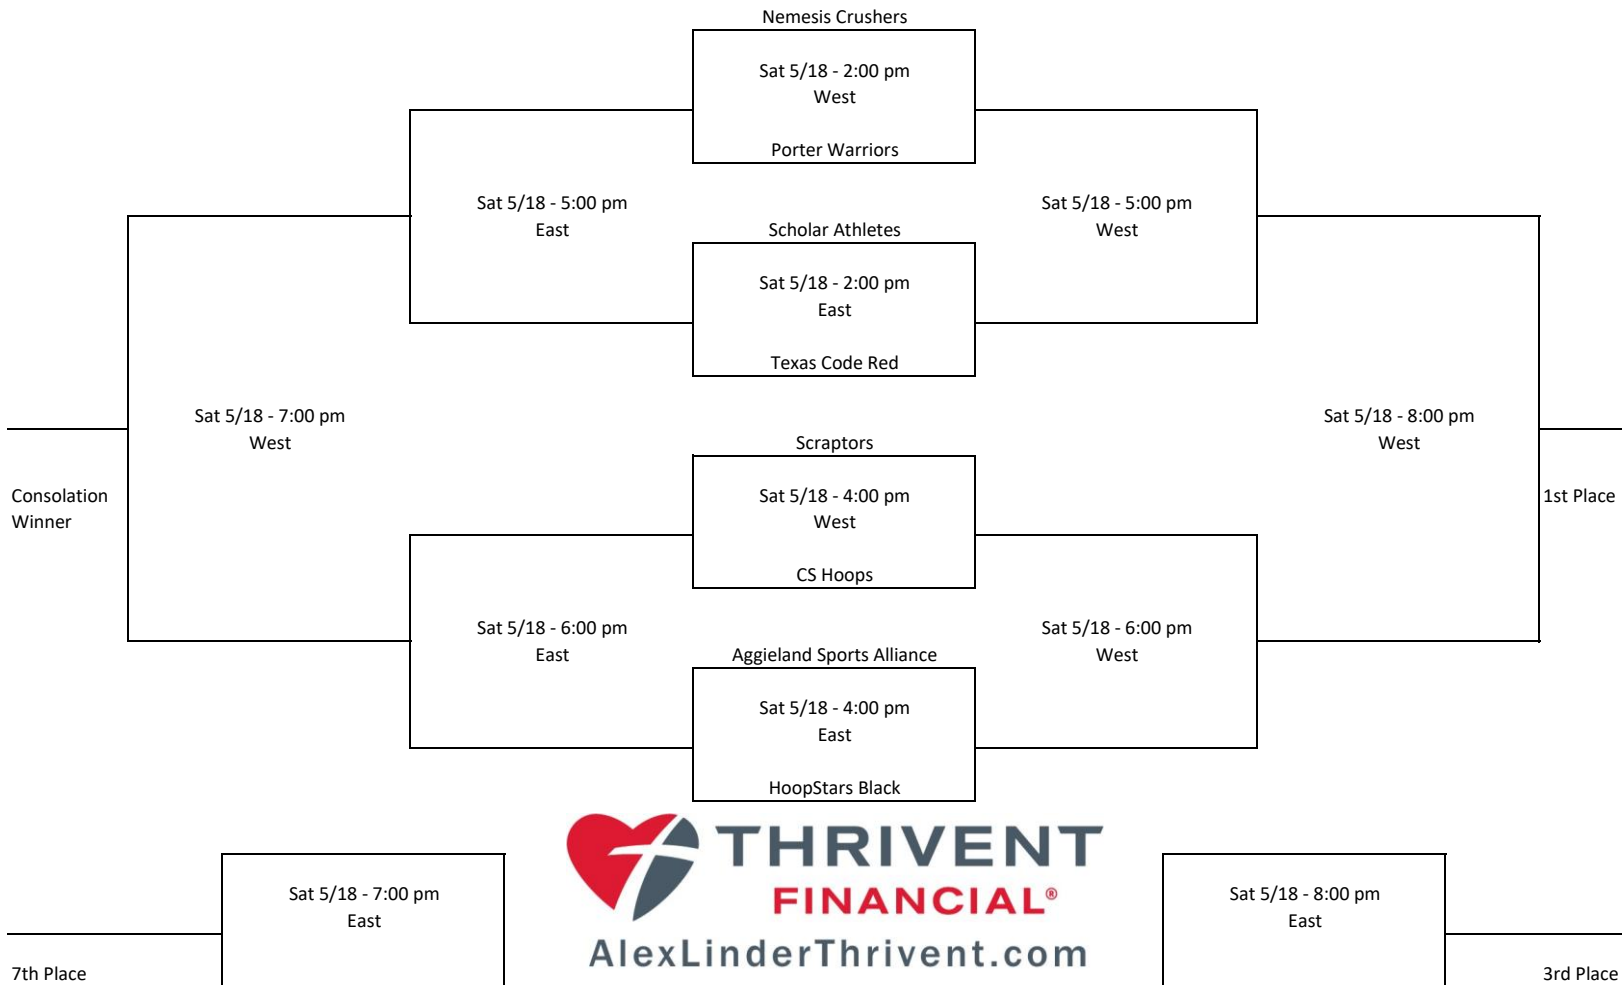 Nemesis Crushers
Sat 5/18 - 2:00 pm
West
Porter Warriors
Sat 5/18 - 5:00 pm
East
Sat 5/18 - 5:00 pm
West
Scholar Athletes
Sat 5/18 - 2:00 pm
East
Texas Code Red
Sat 5/18 - 7:00 pm
West
Sat 5/18 - 8:00 pm
West
Scraptors
Consolation
Winner
Sat 5/18 - 4:00 pm
West
1st Place
CS Hoops
Sat 5/18 - 6:00 pm
East
Sat 5/18 - 6:00 pm
West
Aggieland Sports Alliance
Sat 5/18 - 4:00 pm
East
HoopStars Black
THRIVENT
FINANCIAL®
AlexLinderThrivent.com
Sat 5/18 - 7:00 pm
East
Sat 5/18 - 8:00 pm
East
7th Place
3rd Place